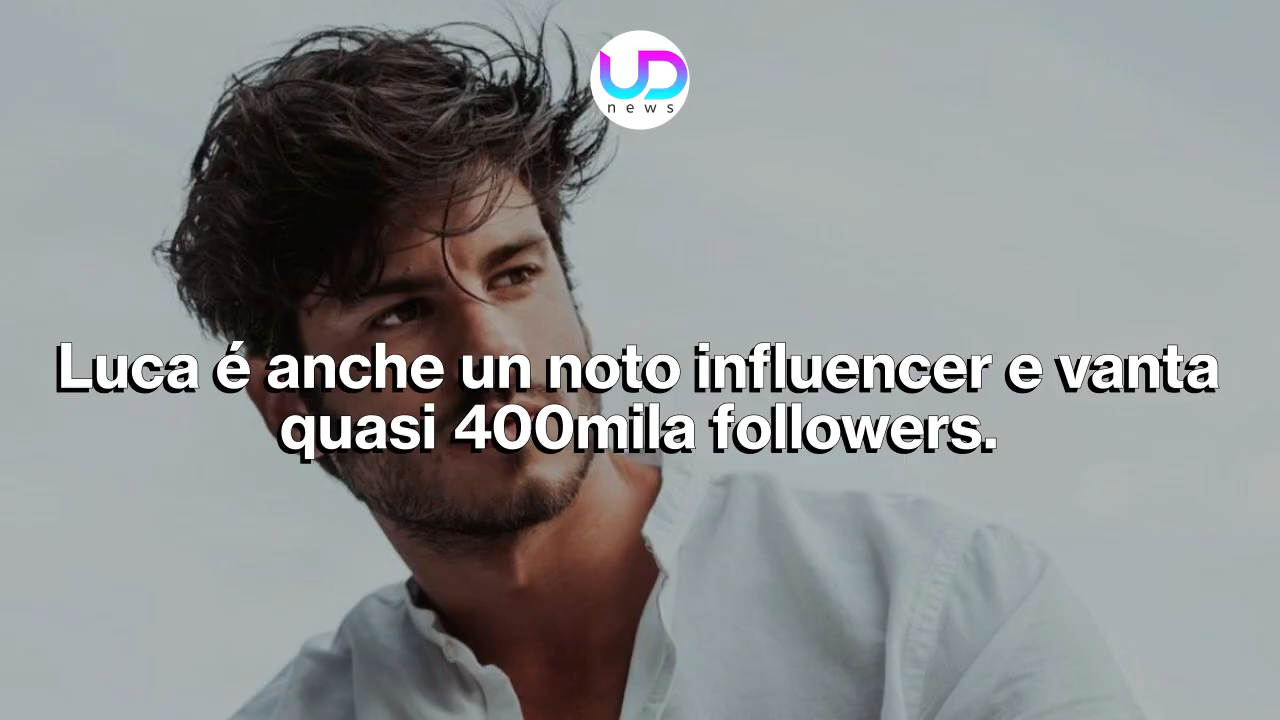 UD
news
Luca é anche un noto influencer e vanta
quasi 400mila followers.